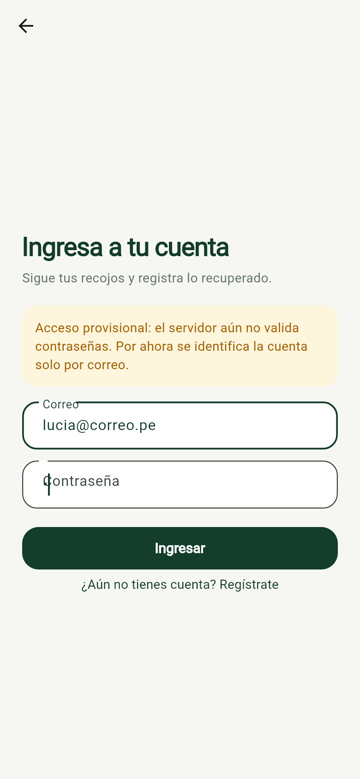 Ingresa a tu cuenta
Sigue tus recojos y registra lo recuperado.
Acceso provisional: el servidor aún no valida
contraseñas. Por ahora se identifica la cuenta
solo por correo.
Correo
lucia@correo.pe
Contraseña
Ingresar
¿Aún no tienes cuenta? Regístrate